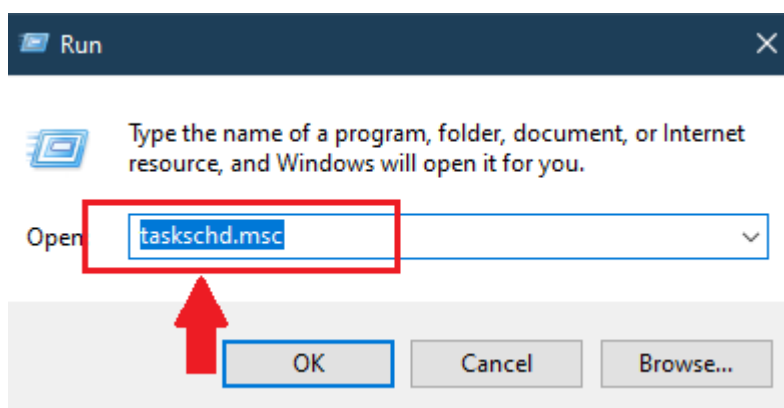 Run
Type the name of a program, folder, document, or Internet
resource, and Windows will open it for you.
Open
taskschd.msc
OK Cancel Browse...